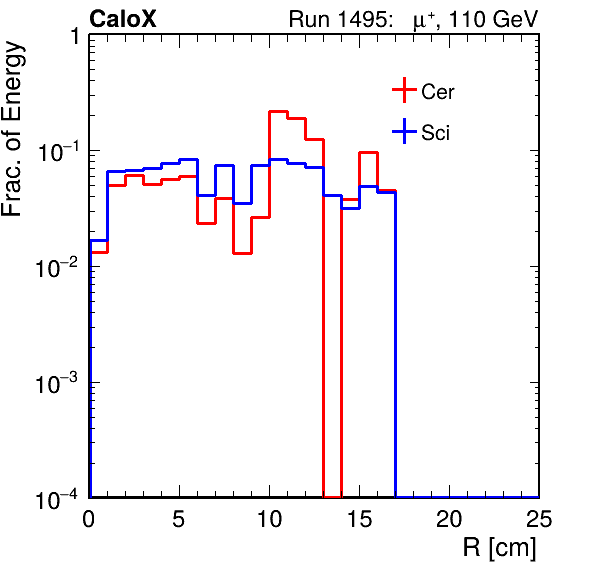 CaloX Run 1495: μ⁺, 110 GeV
Frac. of Energy
1
10⁻¹
10⁻²
10⁻³
10⁻⁴
Cer
Sci
0 5 10 15 20 25
R [cm]